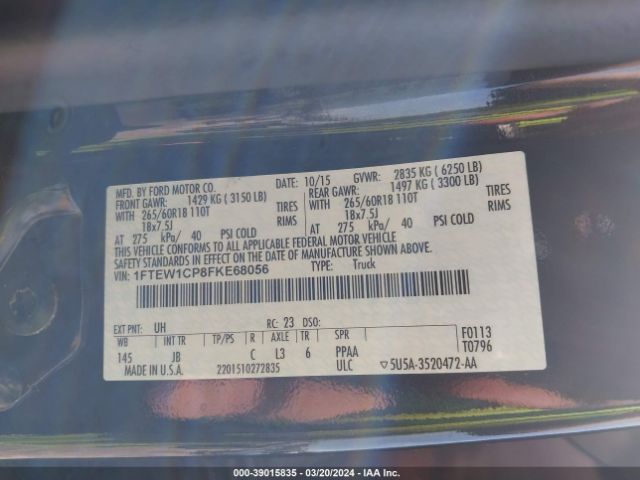 MFD. BY FORD MOTOR CO.
DATE: 10/15 GVWR: 2835 KG ( 6250 LB)
FRONT GAWR: 1429 KG ( 3150 LB) REAR GAWR: 1497 KG ( 3300 LB)
WITH 265/60R18 110T TIRES WITH 265/60R18 110T TIRES
18x7.5J RIMS 18x7.5J RIMS
AT 275 kPa/ 40 PSI COLD AT 275 kPa/ 40 PSI COLD
THIS VEHICLE CONFORMS TO ALL APPLICABLE FEDERAL MOTOR VEHICLE
SAFETY STANDARDS IN EFFECT ON THE DATE OF MANUFACTURE SHOWN ABOVE.
VIN: 1FTEW1CP8FKE68056 TYPE: Truck
EXT PNT: UH RC: 23 DSO:
WB INT TR TP/PS R AXLE TR SPR F0113
145 JB C L3 6 PPAA T0796
MADE IN U.S.A. 2201510272835 ULC ▽5U5A-3520472-AA
000-39015835 - 03/20/2024 - IAA Inc.